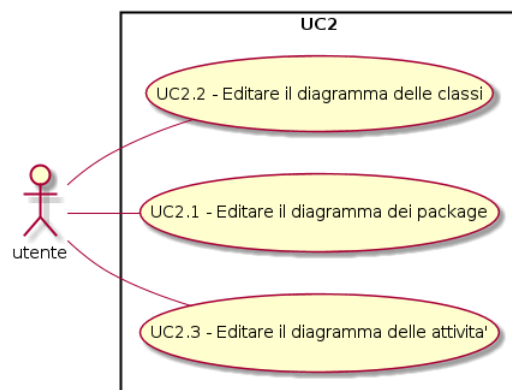 UC2
UC2.2 - Editare il diagramma delle classi
UC2.1 - Editare il diagramma dei package
utente
UC2.3 - Editare il diagramma delle attivita'